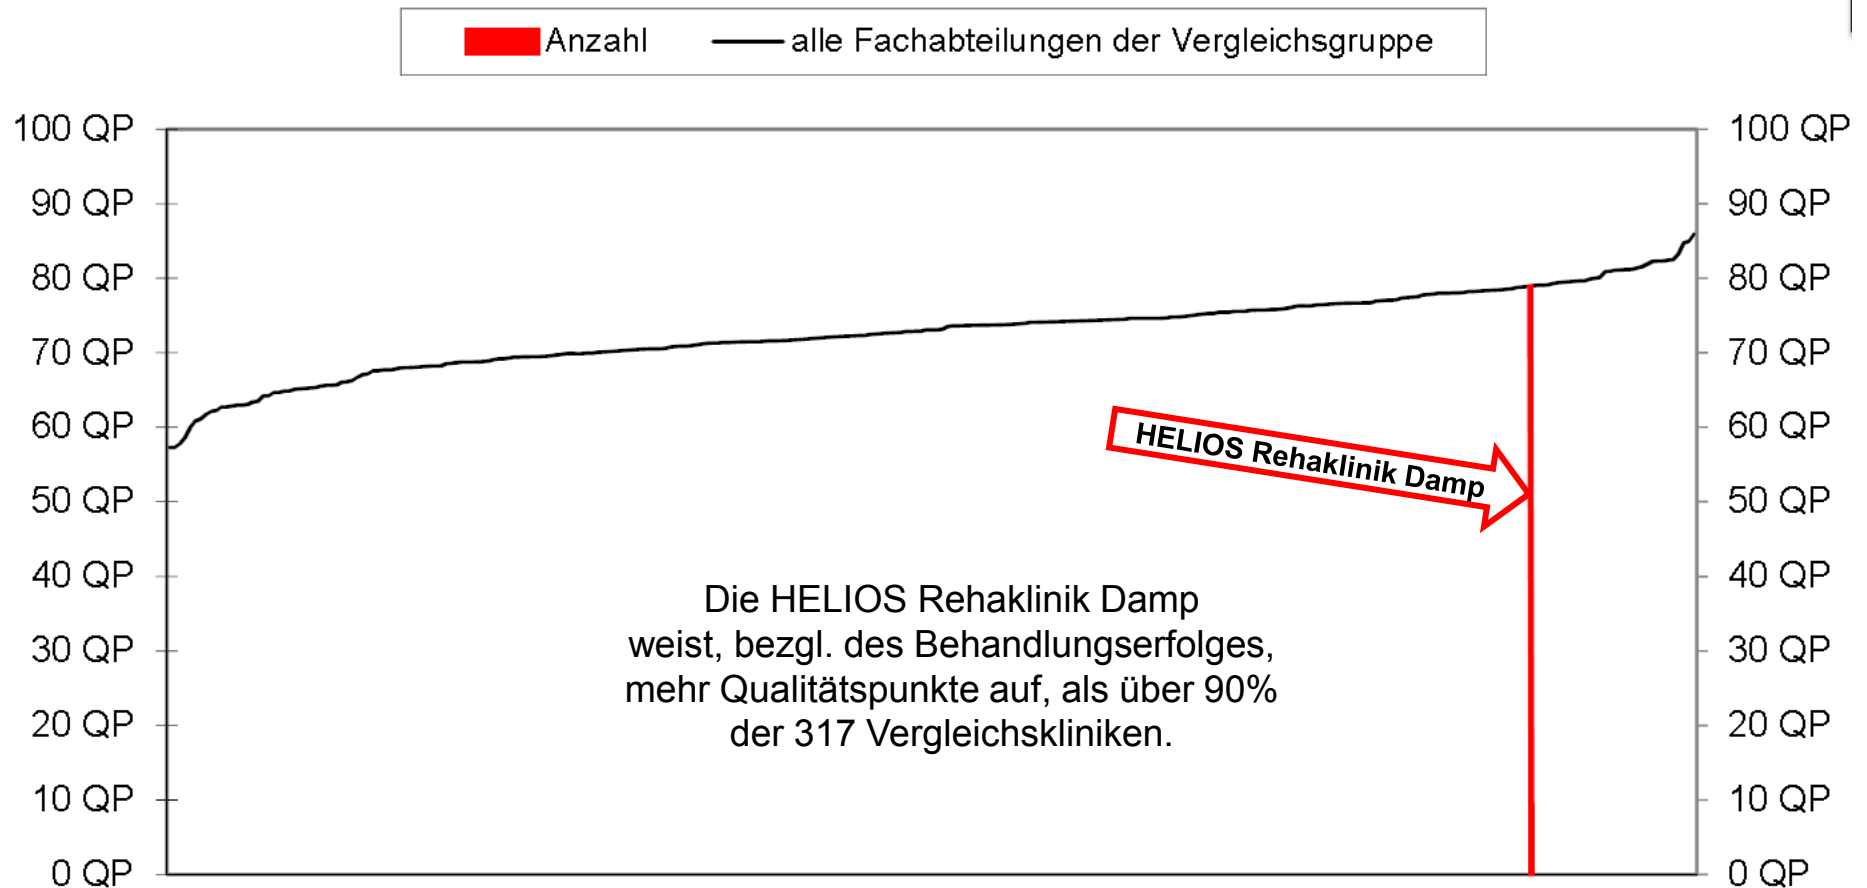 Anzahl alle Fachabteilungen der Vergleichsgruppe
100 QP 100 QP
90 QP 90 QP
80 QP 80 QP
70 QP 70 QP
60 QP 60 QP
HELIOS Rehaklinik Damp
50 QP 50 QP
40 QP 40 QP
Die HELIOS Rehaklinik Damp
weist, bezgl. des Behandlungserfolges,
30 QP 30 QP
mehr Qualitätspunkte auf, als über 90%
der 317 Vergleichskliniken.
20 QP 20 QP
10 QP 10 QP
0 QP 0 QP